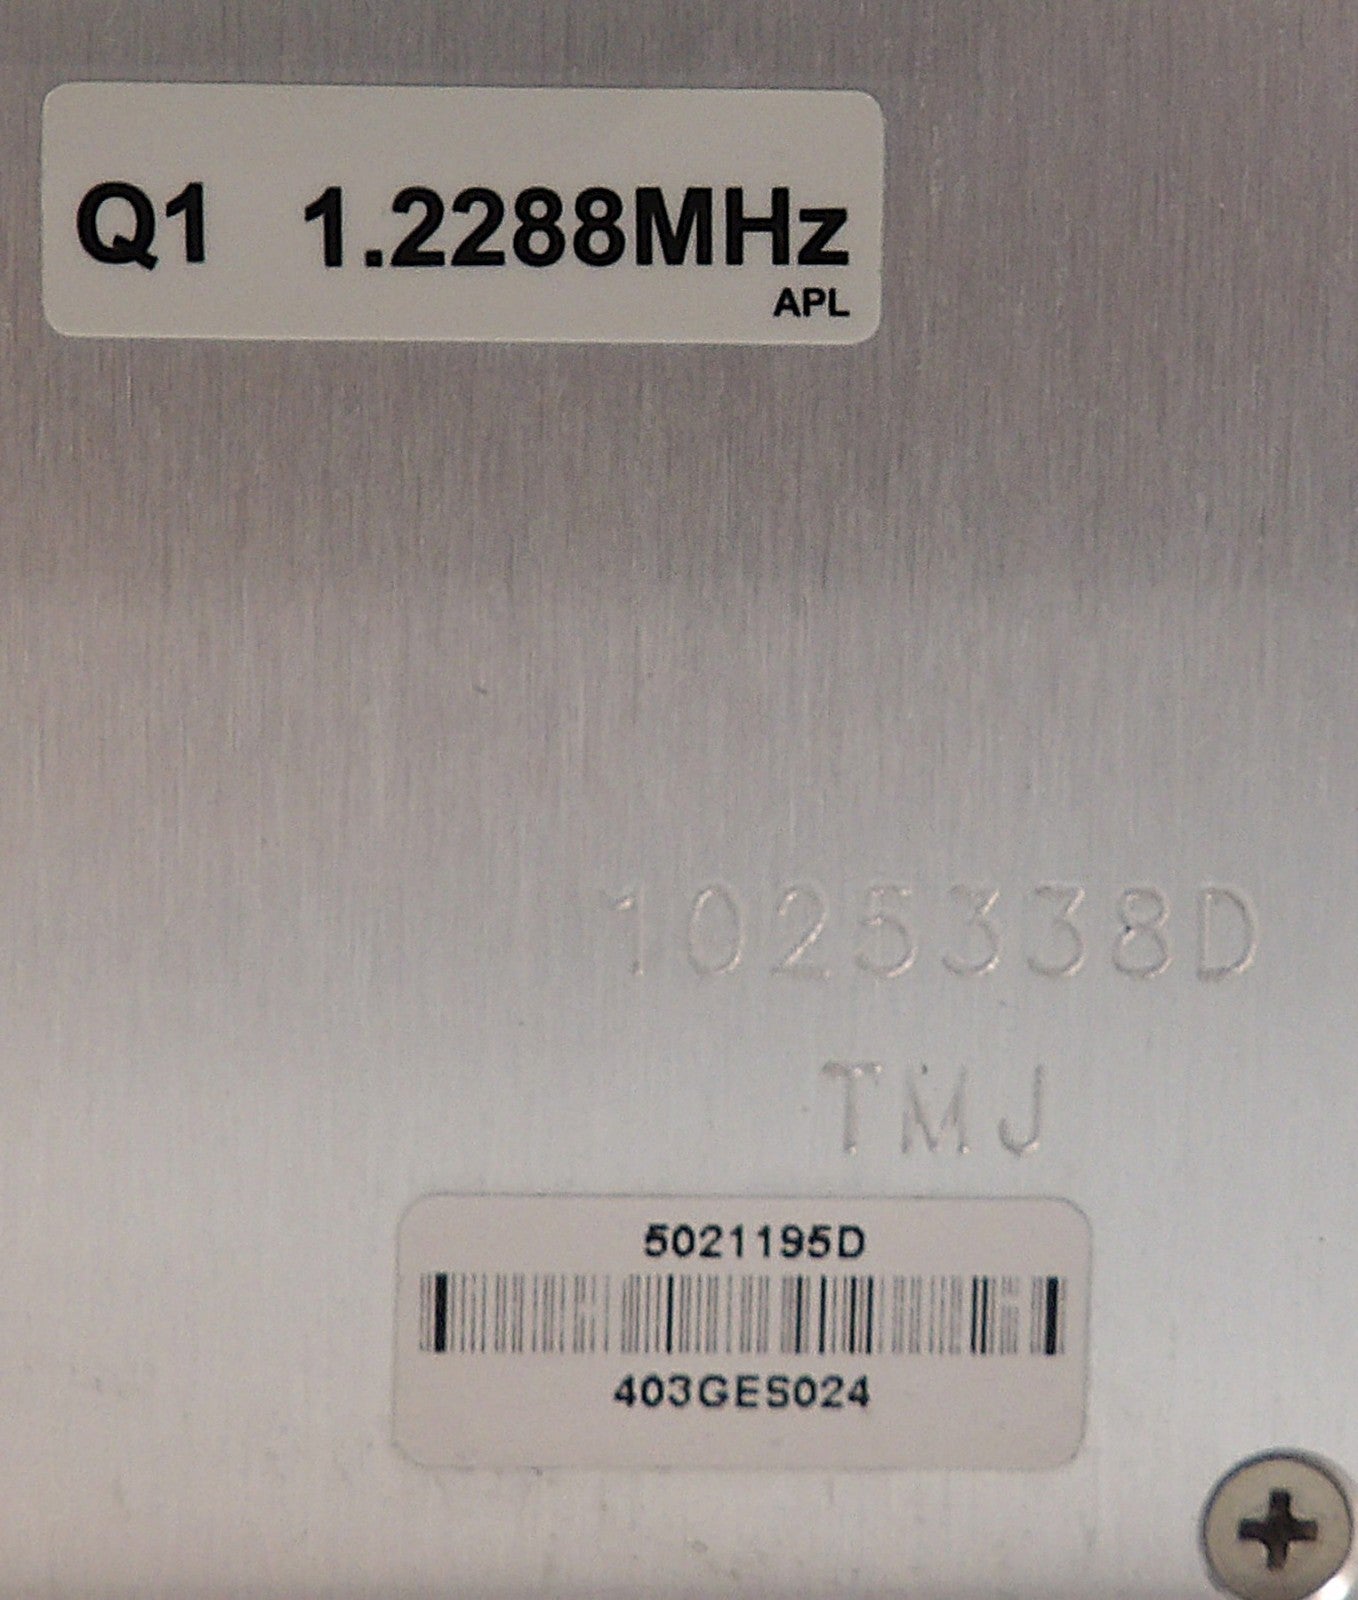 Q1 1.2288MHz
APL
1025338D
TMJ
5021195D
403GES024